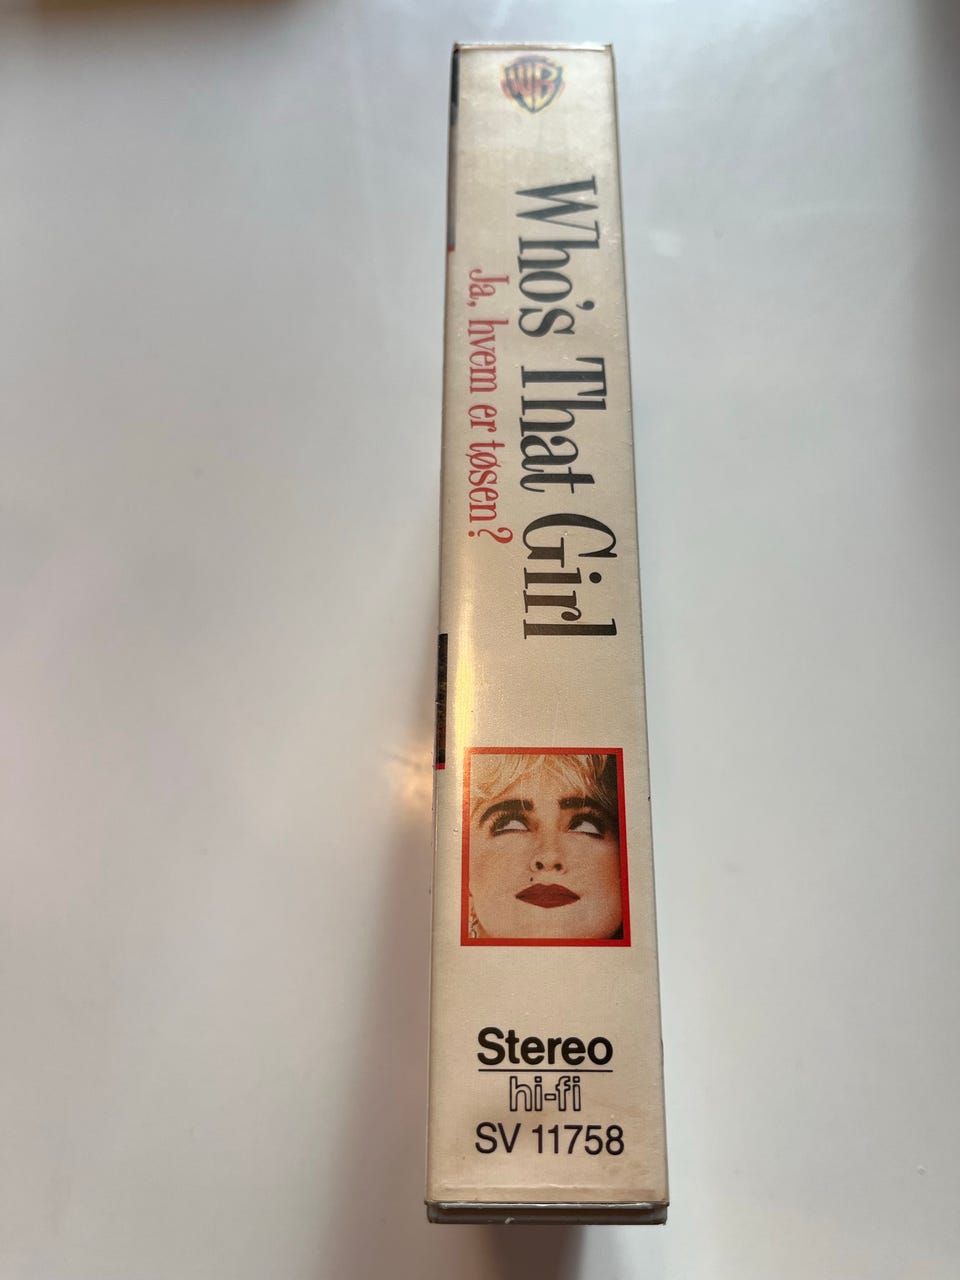 WB
Who's That Girl
Ja, hvem er tøsen?
Stereo
hi-fi
SV 11758